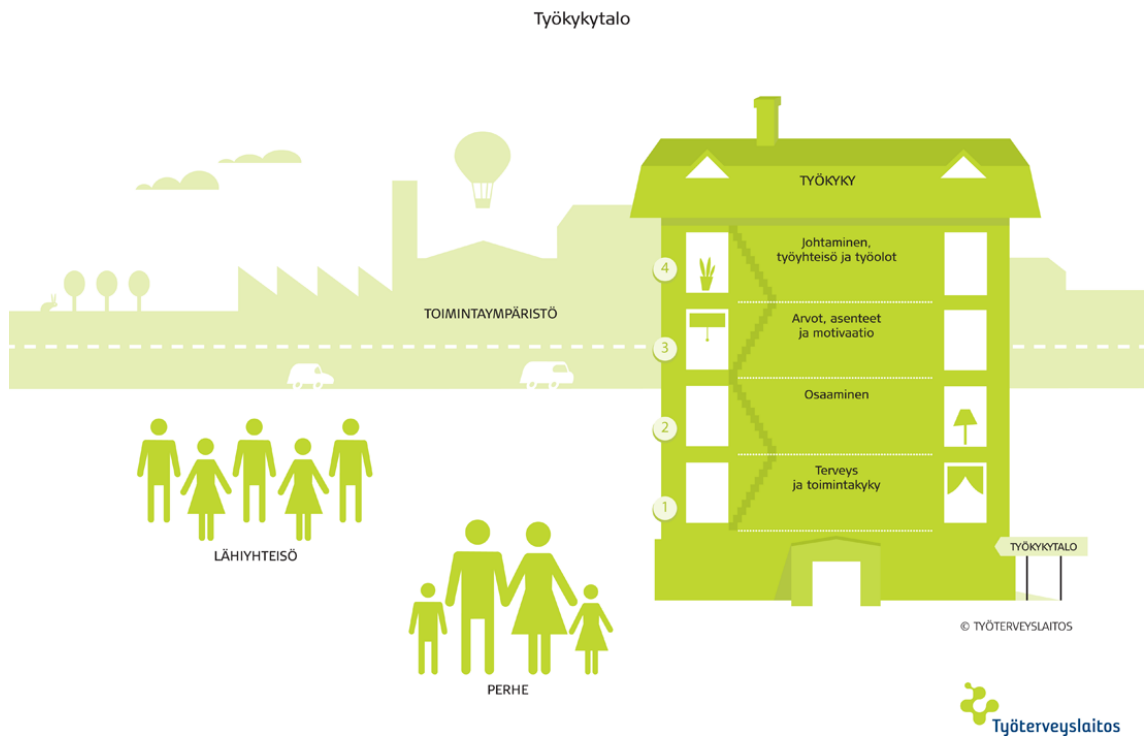 Työkykytalo
TYÖKYKY
4
Johtaminen,
työyhteisö ja työolot
TOIMINTAYMPÄRISTÖ
3
Arvot, asenteet
ja motivaatio
2
Osaaminen
1
Terveys
ja toimintakyky
LÄHIYHTEISÖ
TYÖKYKYTALO
PERHE
© TYÖTERVEYSLAITOS
Työterveyslaitos